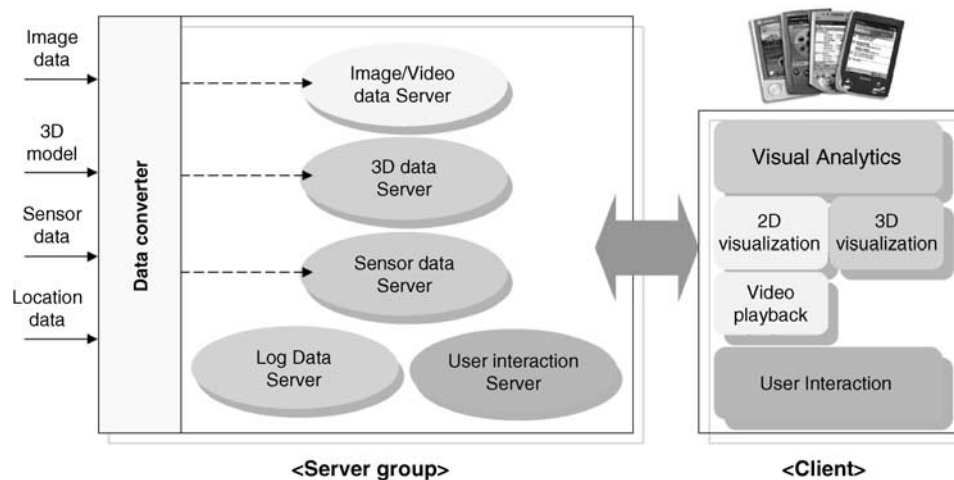 Image
data
3D
model
Sensor
data
Location
data
Data converter
Image/Video
data Server
3D data
Server
Sensor data
Server
Log Data
Server
User interaction
Server
<Server group>
Visual Analytics
2D
visualization
3D
visualization
Video
playback
User Interaction
<Client>